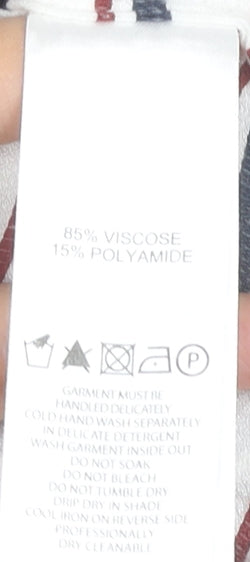 85% VISCOSE
15% POLYAMIDE
P
GARMENT MUST BE
HANDLED DELICATELY
COLD HAND WASH SEPARATELY
IN DELICATE DETERGENT
WASH GARMENT INSIDE OUT
DO NOT SOAK
DO NOT BLEACH
DO NOT TUMBLE DRY
DRIP DRY IN SHADE
COOL IRON ON REVERSE SIDE
PROFESSIONALLY
DRY CLEANABLE